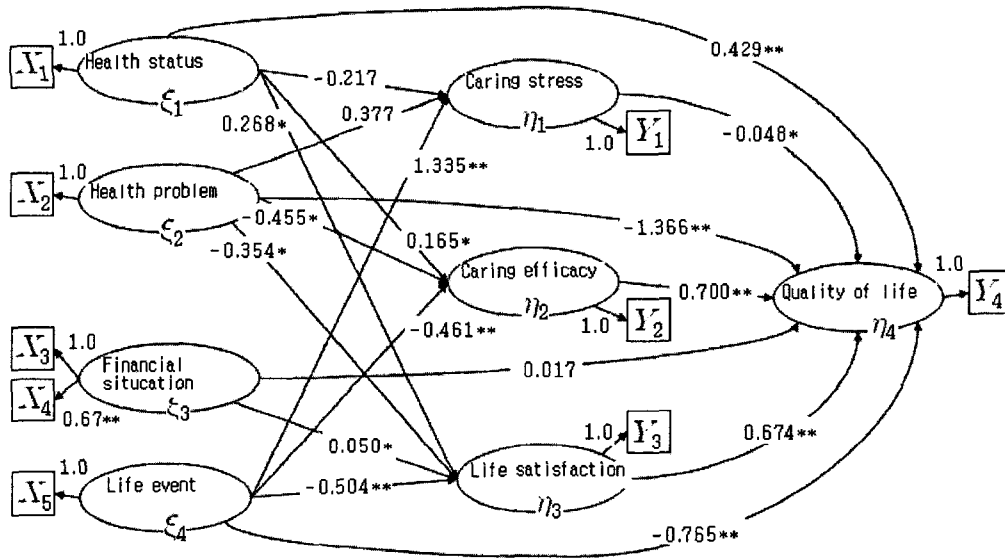 1.0
X₁
Health status
ξ₁
0.429**
-0.217
Caring stress
η₁
1.0
Y₁
0.377
0.268*
-0.048*
1.335**
1.0
X₂
Health problem
ξ₂
-0.455*
-0.354*
-1.366**
0.165*
Caring efficacy
η₂
1.0
Y₂
0.700**
1.0
Quality of life
η₄
Y₄
-0.461**
X₃
1.0
Financial
situcation
ξ₃
X₄
0.67**
0.017
0.050*
1.0
Y₃
0.674**
Life satisfaction
η₃
1.0
X₅
Life event
ξ₄
-0.504**
-0.765**